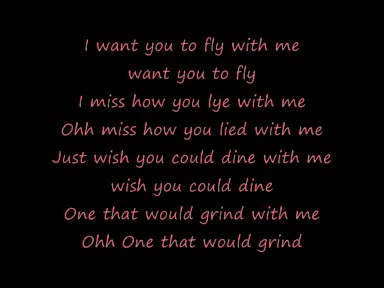 I want you to fly with me
want you to fly
I miss how you lye with me
Ohh miss how you lied with me
Just wish you could dine with me
wish you could dine
One that would grind with me
Ohh One that would grind